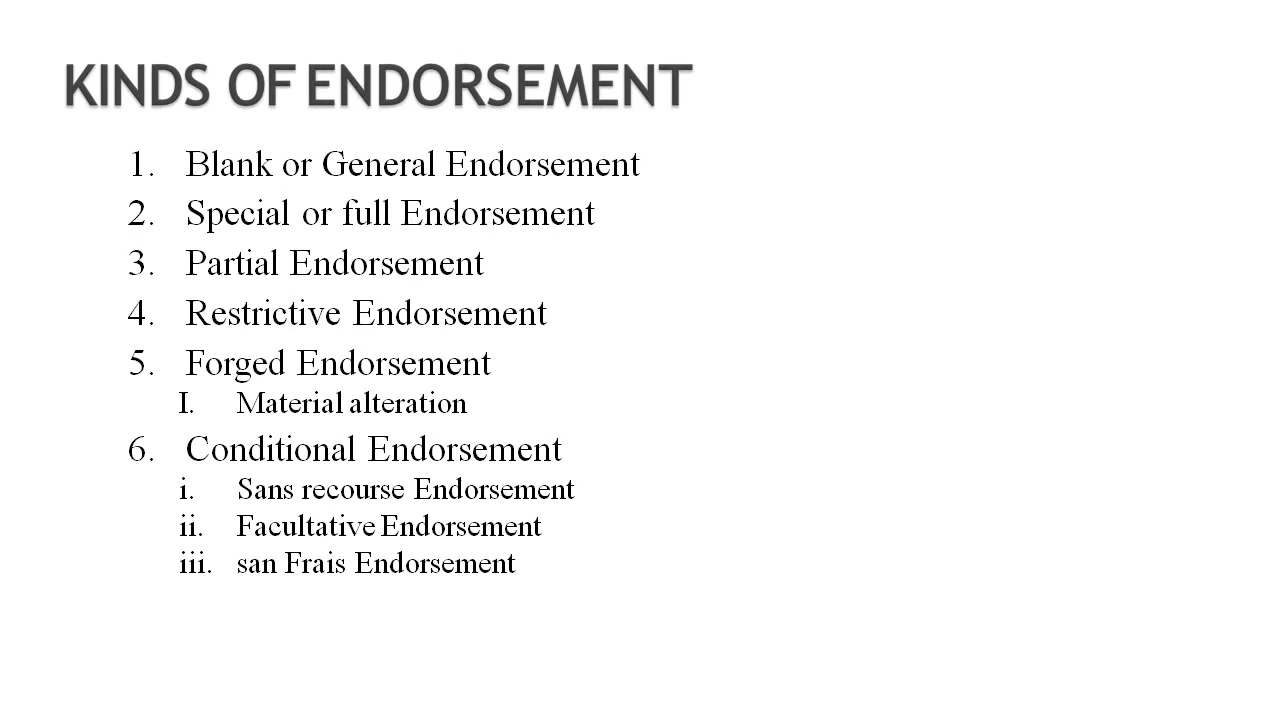 KINDS OF ENDORSEMENT
1. Blank or General Endorsement
2. Special or full Endorsement
3. Partial Endorsement
4. Restrictive Endorsement
5. Forged Endorsement
I. Material alteration
6. Conditional Endorsement
i. Sans recourse Endorsement
ii. Facultative Endorsement
iii. san Frais Endorsement